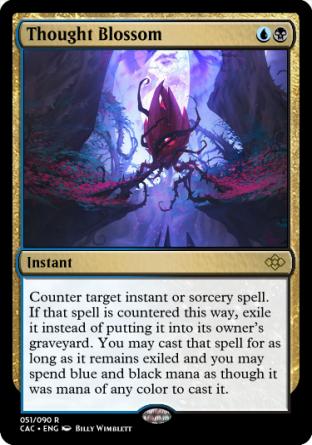 Thought Blossom
Instant
Counter target instant or sorcery spell.
If that spell is countered this way, exile
it instead of putting it into its owner's
graveyard. You may cast that spell for as
long as it remains exiled and you may
spend blue and black mana as though it
was mana of any color to cast it.
051/090 R
CAC • ENG Billy Wimblett